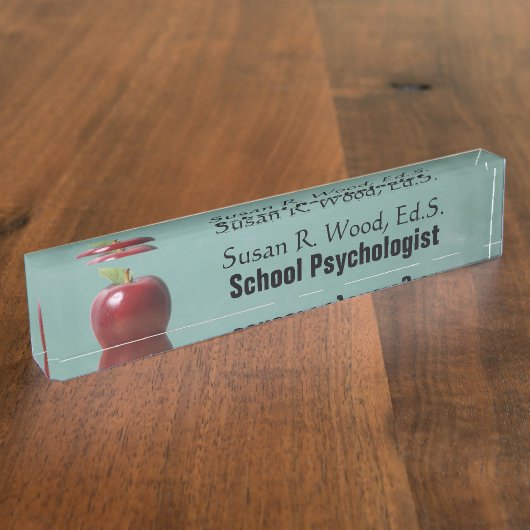 Susan R. Wood, Ed.S.
School Psychologist